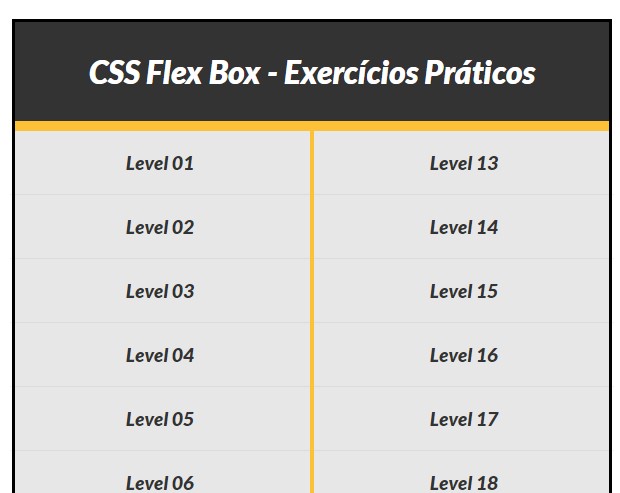 CSS Flex Box - Exercícios Práticos
Level 01
Level 13
Level 02
Level 14
Level 03
Level 15
Level 04
Level 16
Level 05
Level 17
Level 06
Level 18